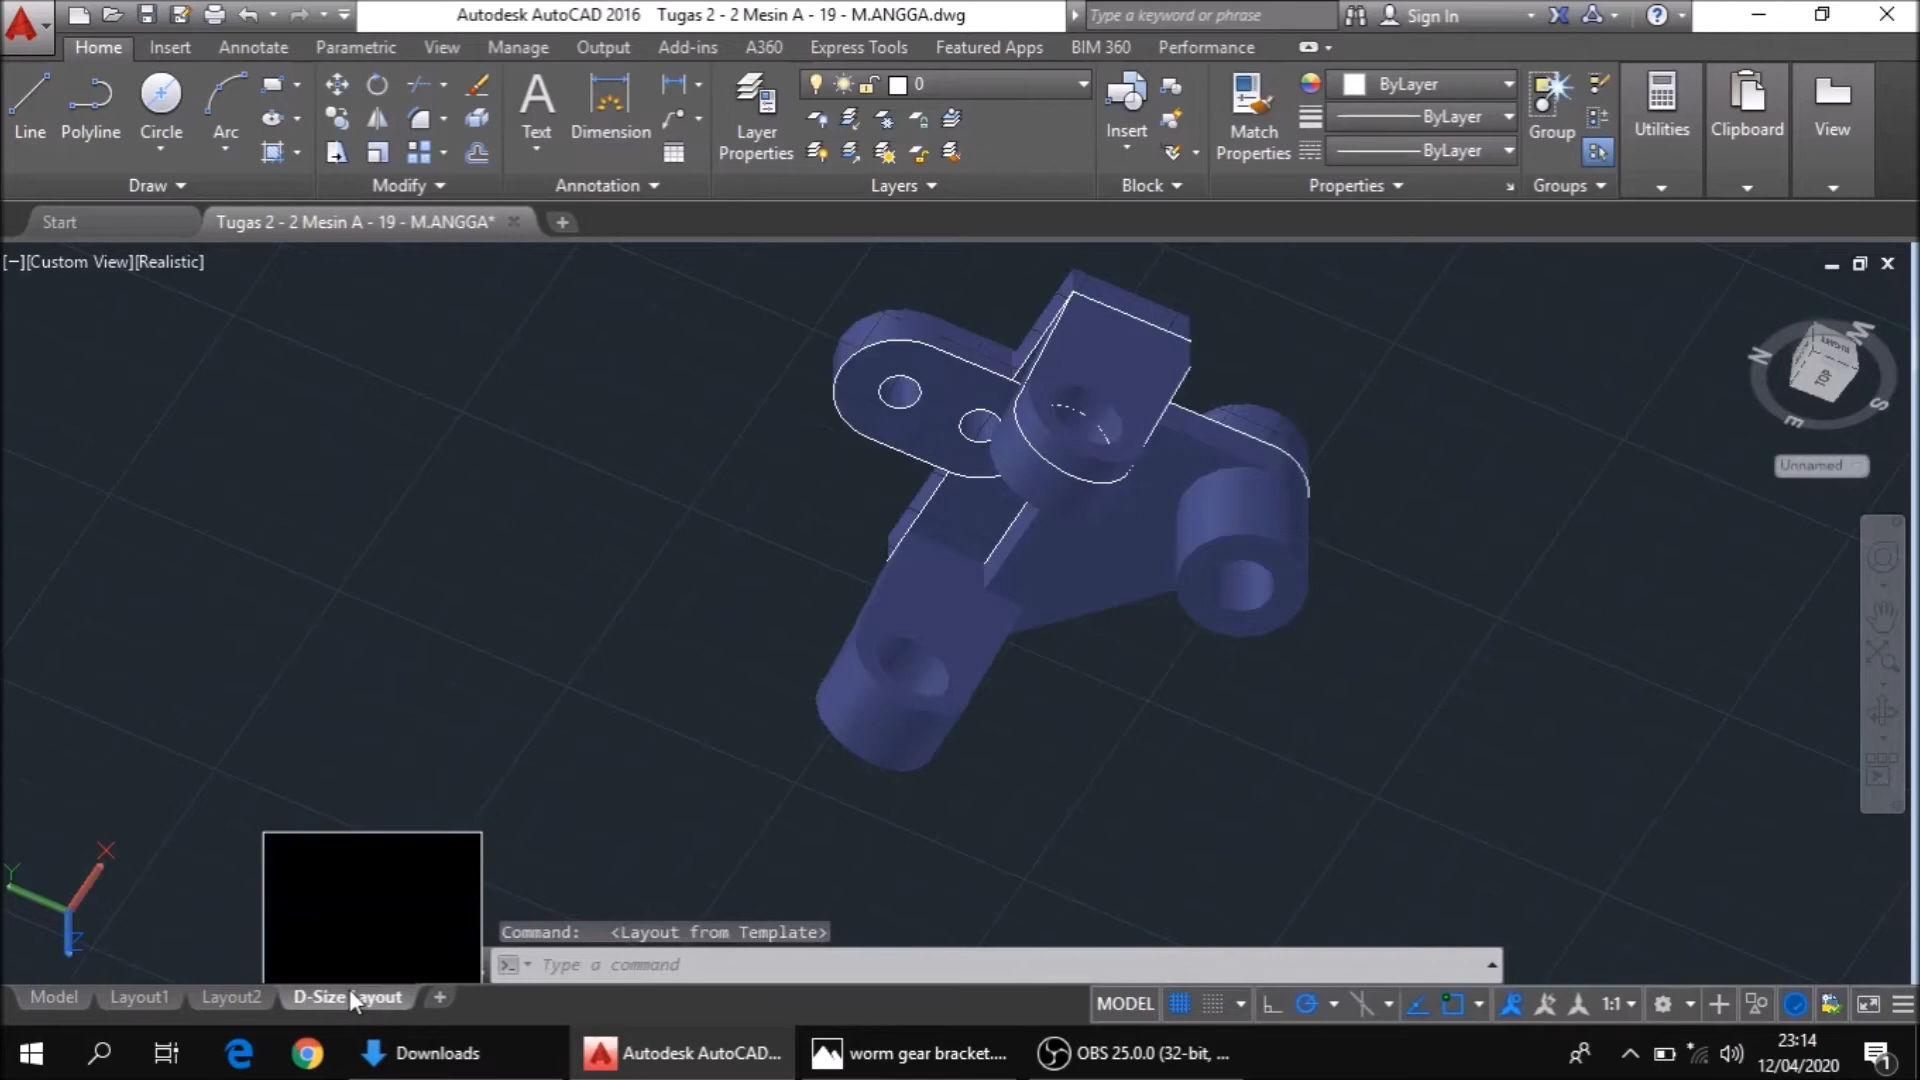 Autodesk AutoCAD 2016 Tugas 2 - 2 Mesin A - 19 - M.ANGGA.dwg
Type a keyword or phrase
Sign In
Home Insert Annotate Parametric View Manage Output Add-ins A360 Express Tools Featured Apps BIM 360 Performance
Line Polyline Circle Arc
Text Dimension
Layer Properties
0
Insert
Match Properties
ByLayer
ByLayer
ByLayer
Group
Utilities
Clipboard
View
Draw Modify Annotation Layers Block Properties Groups
Start
Tugas 2 - 2 Mesin A - 19 - M.ANGGA*
[−][Custom View][Realistic]
N
S
E
TOP
Unnamed
X
Y
Z
Command: <Layout from Template>
Type a command
Model Layout1 Layout2 D-Size Layout +
MODEL
1:1
Downloads
Autodesk AutoCAD...
worm gear bracket....
OBS 25.0.0 (32-bit, ...
23:14
12/04/2020
1